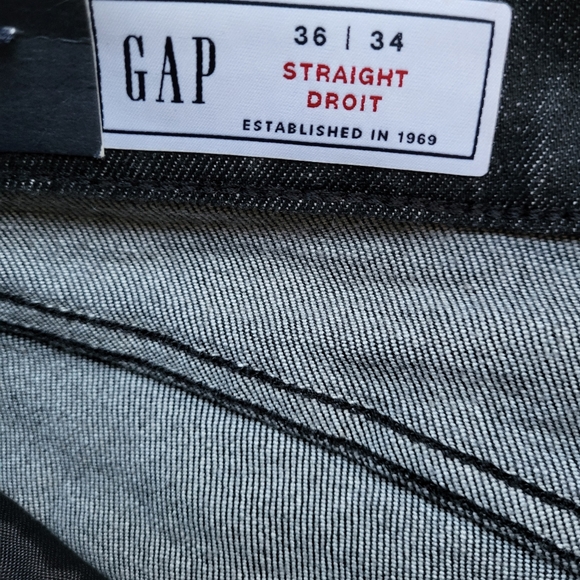 GAP
36 | 34
STRAIGHT
DROIT
ESTABLISHED IN 1969